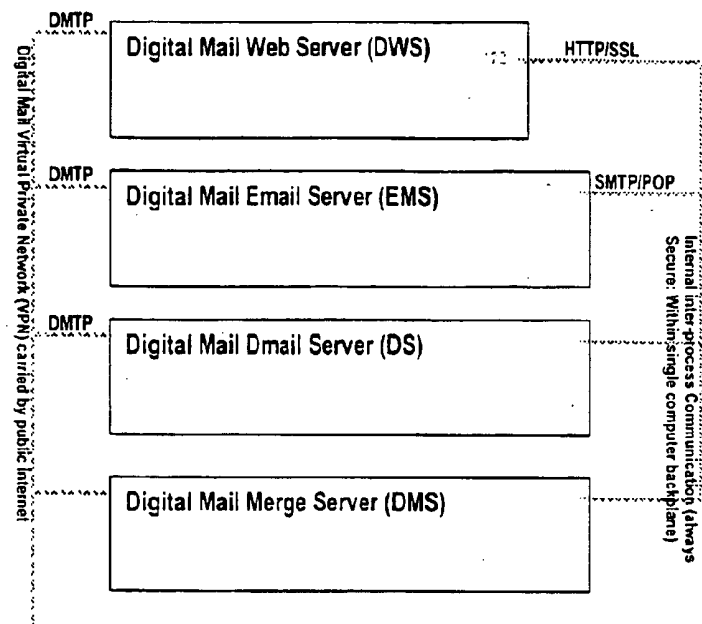 DMTP
Digital Mail Web Server (DWS)
HTTP/SSL
DMTP
Digital Mail Email Server (EMS)
SMTP/POP
DMTP
Digital Mail Dmail Server (DS)
Digital Mail Merge Server (DMS)
Digital Mail Virtual Private Network (VPN) carried by public internet
Internal inter-process Communication (always
Secure: Within single computer backplane)